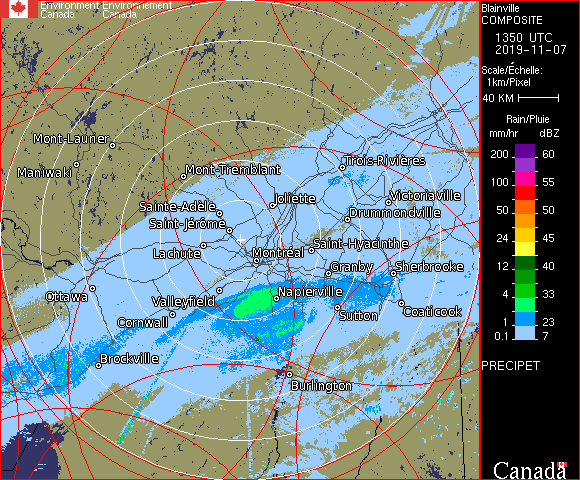 Environment Environnement
Canada Canada
Blainville
COMPOSITE
1350 UTC
2019-11-07
Scale/Échelle:
1km/Pixel
40 KM
Rain/Pluie
mm/hr dBZ
200 60
100 55
50 50
24 45
12 40
4 33
1 23
0.1 7
PRECIPET
Canada
Mont-Laurier
Maniwaki
Mont-Tremblant
Trois-Rivières
Joliette
Victoriaville
Sainte-Adèle
Drummondville
Saint-Jérôme
Lachute
Montréal
Saint-Hyacinthe
Granby
Sherbrooke
Ottawa
Valleyfield
Napierville
Cornwall
Sutton
Coaticook
Brockville
Burlington